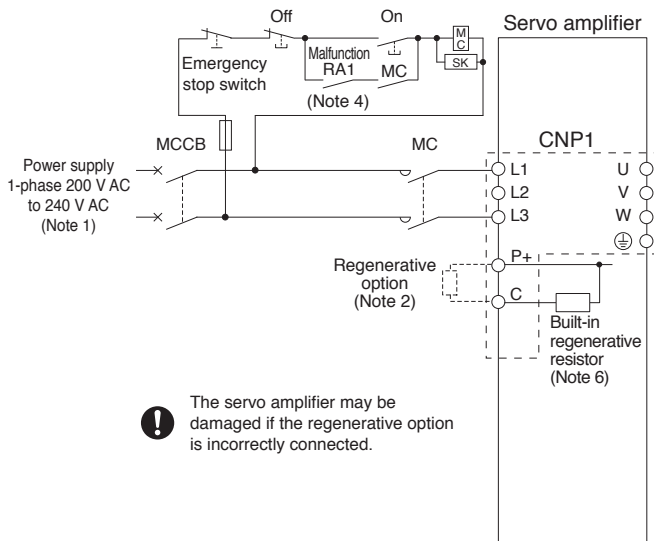 Off
On
Servo amplifier
M
C
SK
Emergency
stop switch
Malfunction
RA1
MC
(Note 4)
MCCB
MC
CNP1
Power supply
1-phase 200 V AC
to 240 V AC
(Note 1)
L1
L2
L3
U
V
W
P+
C
Regenerative
option
(Note 2)
Built-in
regenerative
resistor
(Note 6)
The servo amplifier may be
damaged if the regenerative option
is incorrectly connected.